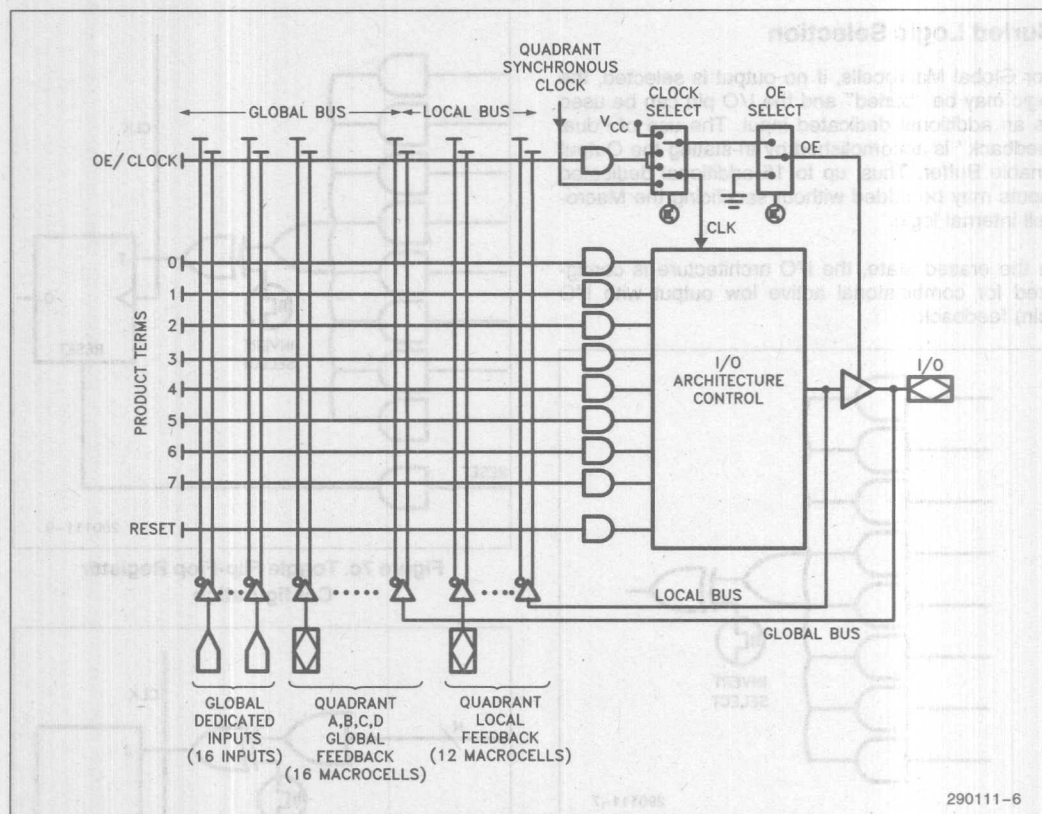 QUADRANT
SYNCHRONOUS
CLOCK
CLOCK
SELECT
OE
SELECT
GLOBAL BUS
LOCAL BUS
VCC
OE
OE/CLOCK
CLK
PRODUCT TERMS
0
1
2
3
4
5
6
7
I/O
ARCHITECTURE
CONTROL
I/O
RESET
LOCAL BUS
GLOBAL BUS
GLOBAL
DEDICATED
INPUTS
(16 INPUTS)
QUADRANT
A,B,C,D
GLOBAL
FEEDBACK
(16 MACROCELLS)
QUADRANT
LOCAL
FEEDBACK
(12 MACROCELLS)
290111-6